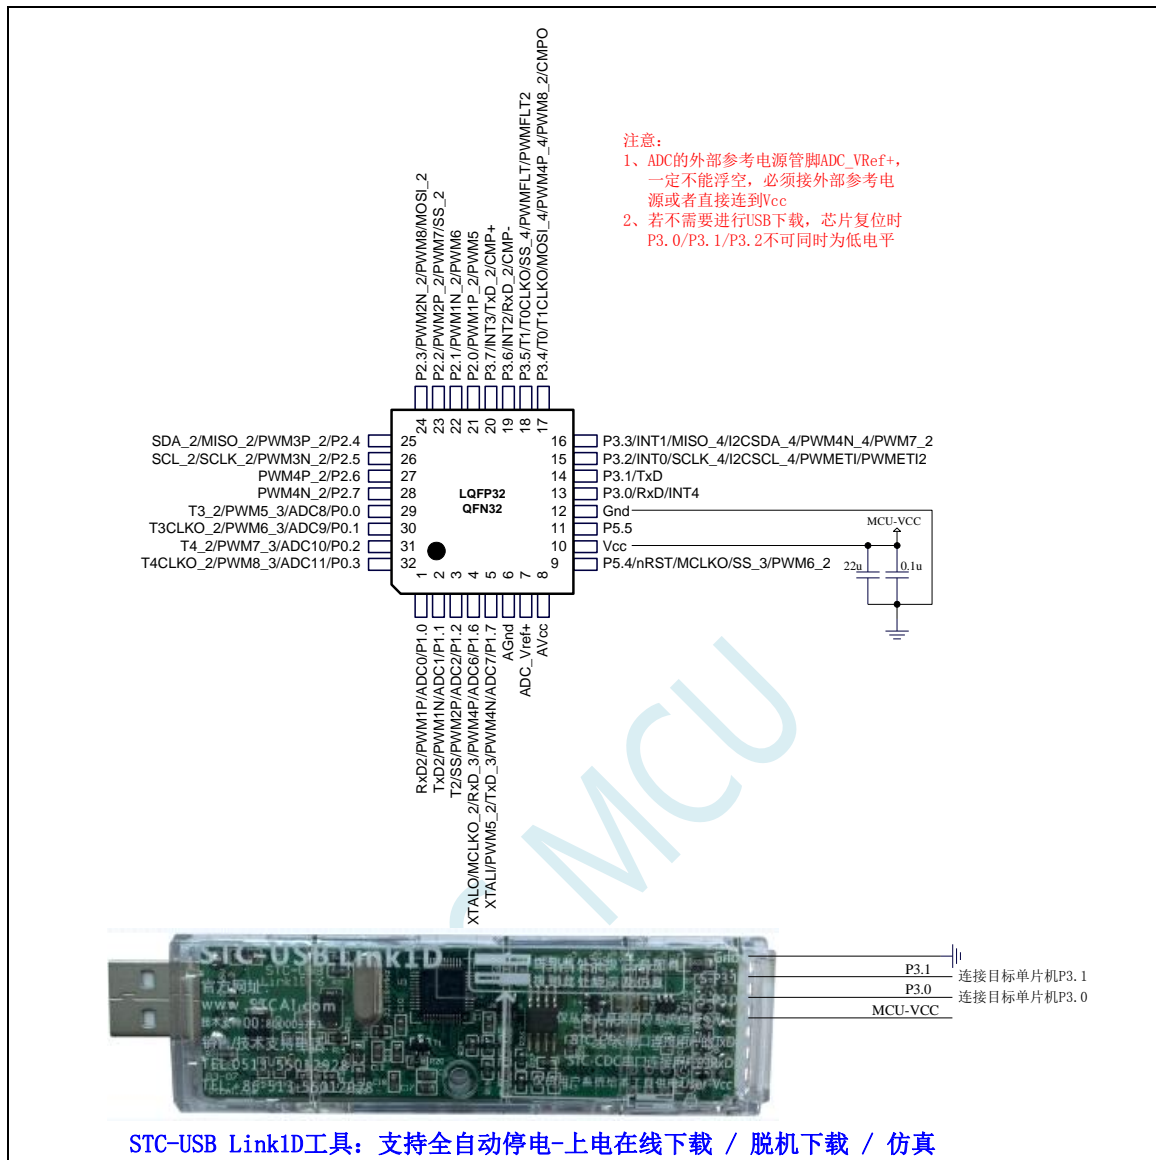 P2.3/PWM2N_2/PWM8/MOSI_2
P2.2/PWM2P_2/PWM7/SS_2
P2.1/PWM1N_2/PWM6
P2.0/PWM1P_2/PWM5
P3.7/INT3/TxD_2/CMP+
P3.6/INT2/RxD_2/CMP-
P3.5/T1/T0CLKO/SS_4/PWMFLT/PWMFLT2
P3.4/T0/T1CLKO/MOSI_4/PWM4P_4/PWM8_2/CMPO
注意:
1、ADC的外部参考电源管脚ADC_VRef+,
一定不能浮空，必须接外部参考电
源或者直接连到Vcc
2、若不需要进行USB下载，芯片复位时
P3.0/P3.1/P3.2不可同时为低电平
24 23 22 21 20 19 18 17
SDA_2/MISO_2/PWM3P_2/P2.4 25
SCL_2/SCLK_2/PWM3N_2/P2.5 26
PWM4P_2/P2.6 27
PWM4N_2/P2.7 28
T3_2/PWM5_3/ADC8/P0.0 29
T3CLKO_2/PWM6_3/ADC9/P0.1 30
T4_2/PWM7_3/ADC10/P0.2 31
T4CLKO_2/PWM8_3/ADC11/P0.3 32
LQFP32
QFN32
16 P3.3/INT1/MISO_4/I2CSDA_4/PWM4N_4/PWM7_2
15 P3.2/INT0/SCLK_4/I2CSCL_4/PWMETI/PWMETI2
14 P3.1/TxD
13 P3.0/RxD/INT4
12 Gnd
11 P5.5
10 Vcc
9 P5.4/nRST/MCLKO/SS_3/PWM6_2
MCU-VCC
22u
0.1u
1 2 3 4 5 6 7 8
RxD2/PWM1P/ADC0/P1.0
TxD2/PWM1N/ADC1/P1.1
T2/SS/PWM2P/ADC2/P1.2
XTALO/MCLKO_2/RxD_3/PWM4P/ADC6/P1.6
XTALI/PWM5_2/TxD_3/PWM4N/ADC7/P1.7
AGnd
ADC_Vref+
AVcc
MCU
STC-USB Link1D
官方网址:
www.STCAI.com
TEL:0513-55012928
P3.1 连接目标单片机P3.1
P3.0 连接目标单片机P3.0
MCU-VCC
STC-USB Link1D工具: 支持全自动停电-上电在线下载 / 脱机下载 / 仿真